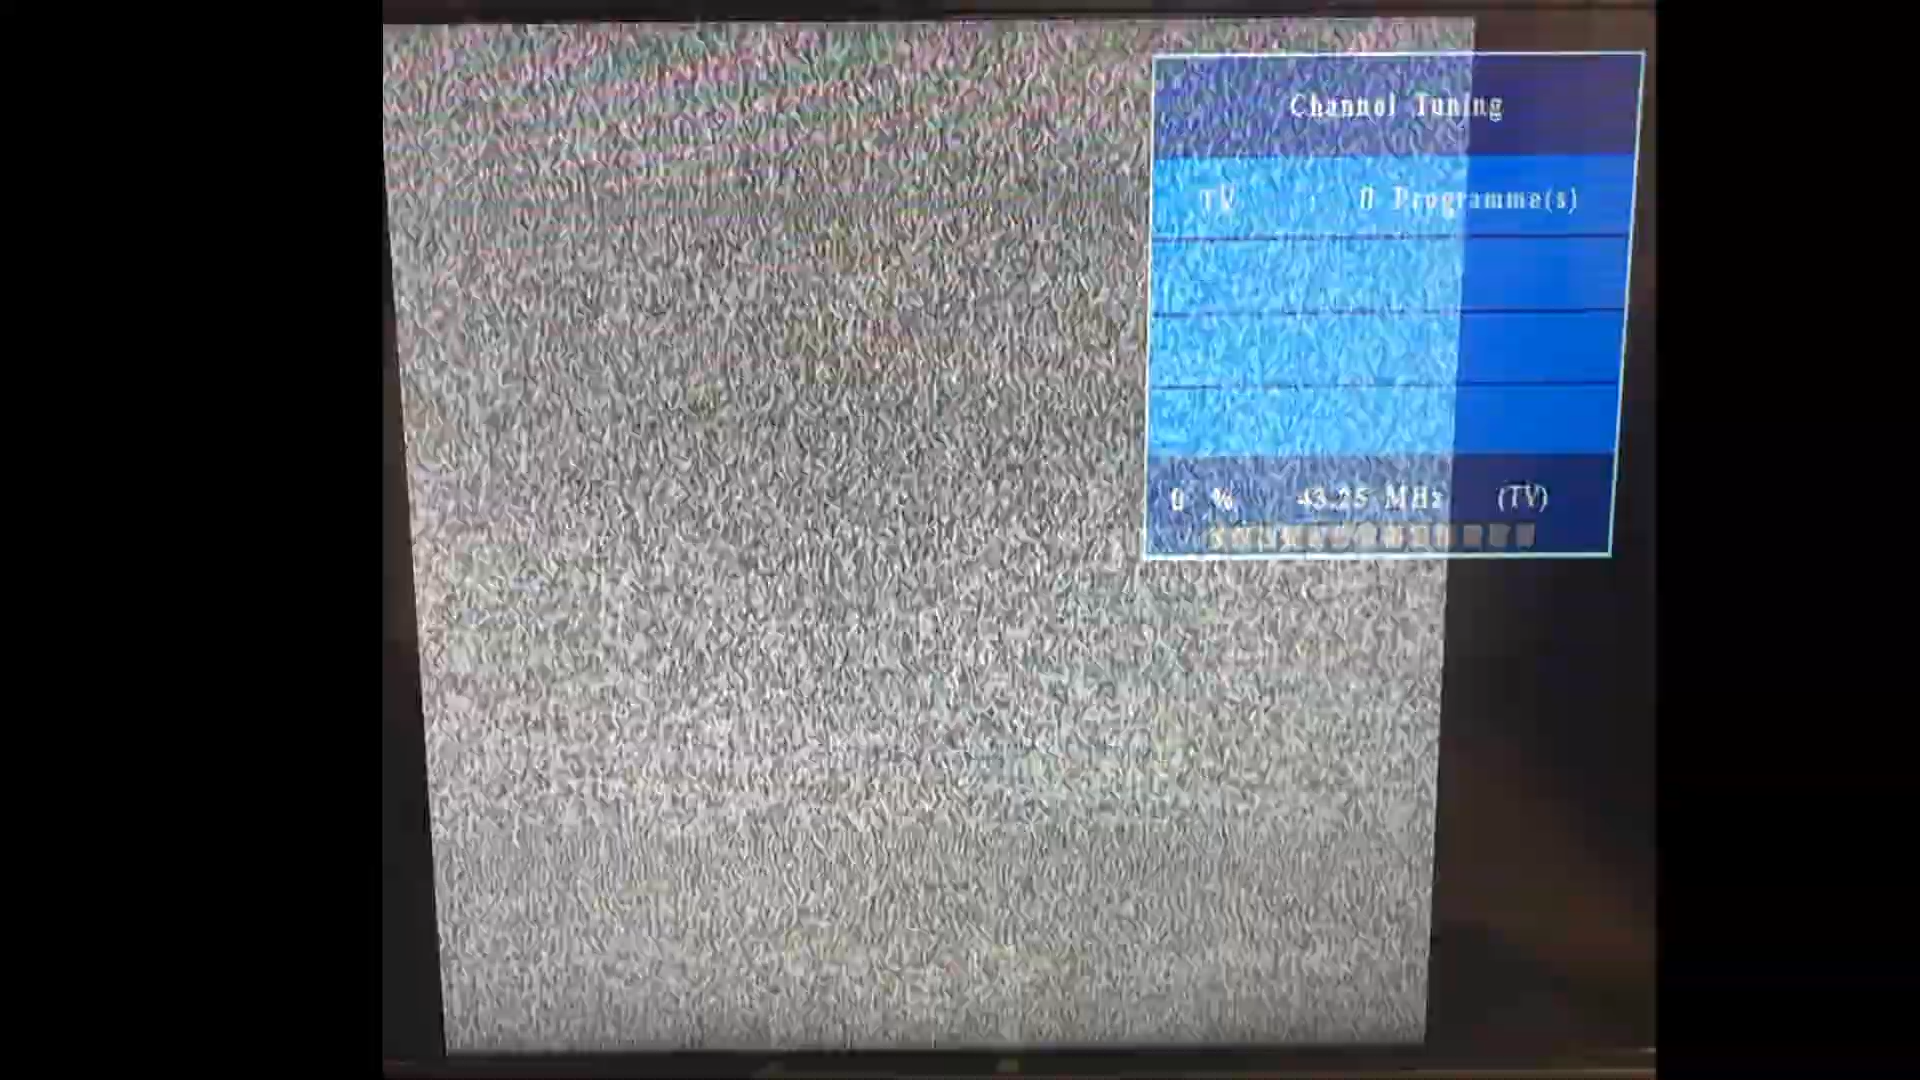 Channel Tuning
TV : 0 Programme(s)
0 % 43.25 MHz (TV)